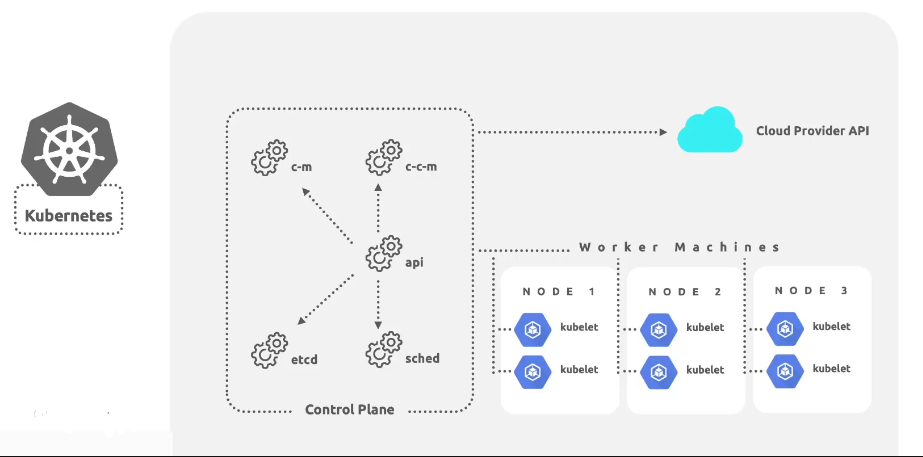 Kubernetes
c-m
c-c-m
api
etcd
sched
Control Plane
Cloud Provider API
Worker Machines
NODE 1
kubelet
kubelet
NODE 2
kubelet
kubelet
NODE 3
kubelet
kubelet